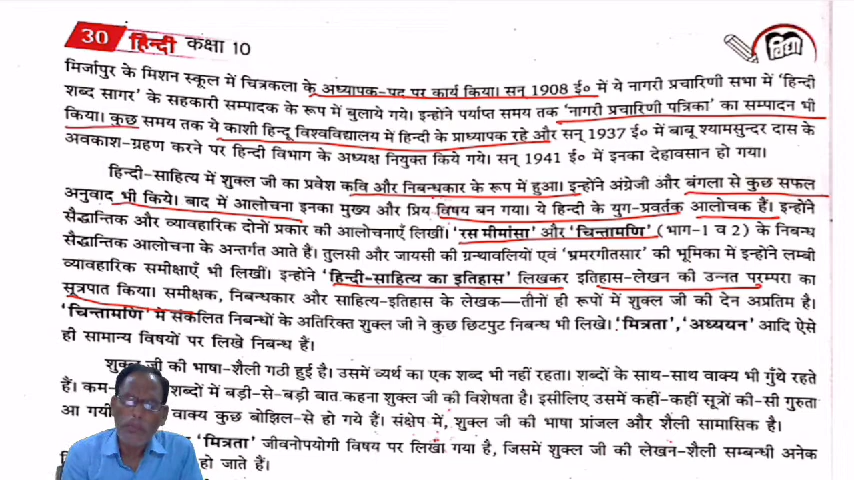 30 हिन्दी कक्षा 10
विद्या
मिर्जापुर के मिशन स्कूल में चित्रकला के अध्यापक-पद पर कार्य किया। सन् 1908 ई० में ये नागरी प्रचारिणी सभा में ‘हिन्दी
शब्द सागर’ के सहकारी सम्पादक के रूप में बुलाये गये। इन्होंने पर्याप्त समय तक ‘नागरी प्रचारिणी पत्रिका’ का सम्पादन भी
किया। कुछ समय तक ये काशी हिन्दू विश्वविद्यालय में हिन्दी के प्राध्यापक रहे और सन् 1937 ई० में बाबू श्यामसुन्दर दास के
अवकाश-ग्रहण करने पर हिन्दी विभाग के अध्यक्ष नियुक्त किये गये। सन् 1941 ई० में इनका देहावसान हो गया।
हिन्दी-साहित्य में शुक्ल जी का प्रवेश कवि और निबन्धकार के रूप में हुआ। इन्होंने अंग्रेजी और बंगला से कुछ सफल
अनुवाद भी किये। बाद में आलोचना इनका मुख्य और प्रिय विषय बन गया। ये हिन्दी के युग-प्रवर्तक आलोचक हैं। इन्होंने
सैद्धान्तिक और व्यावहारिक दोनों प्रकार की आलोचनाएँ लिखीं। ‘रस मीमांसा’ और ‘चिन्तामणि’ (भाग-1 व 2) के निबन्ध
सैद्धान्तिक आलोचना के अन्तर्गत आते हैं। तुलसी और जायसी की ग्रन्थावलियों एवं ‘भ्रमरगीतसार’ की भूमिका में इन्होंने लम्बी
व्यावहारिक समीक्षाएँ भी लिखीं। इन्होंने ‘हिन्दी-साहित्य का इतिहास’ लिखकर इतिहास-लेखन की उन्नत परम्परा का
सूत्रपात किया। समीक्षक, निबन्धकार और साहित्य-इतिहास के लेखक—तीनों ही रूपों में शुक्ल जी की देन अप्रतिम है।
‘चिन्तामणि’ में संकलित निबन्धों के अतिरिक्त शुक्ल जी ने कुछ छिटपुट निबन्ध भी लिखे। ‘मित्रता’, ‘अध्ययन’ आदि ऐसे
ही सामान्य विषयों पर लिखे निबन्ध हैं।
शुक्ल जी की भाषा-शैली गठी हुई है। उसमें व्यर्थ का एक शब्द भी नहीं रहता। शब्दों के साथ-साथ वाक्य भी गुँथे रहते
हैं। कम- शब्दों में बड़ी-से-बड़ी बात कहना शुक्ल जी की विशेषता है। इसीलिए उसमें कहीं-कहीं सूत्रों की-सी गुरुता
आ गयी वाक्य कुछ बोझिल-से हो गये हैं। संक्षेप में, शुक्ल जी की भाषा प्रांजल और शैली सामासिक है।
‘मित्रता’ जीवनोपयोगी विषय पर लिखा गया है, जिसमें शुक्ल जी की लेखन-शैली सम्बन्धी अनेक
हो जाते हैं।